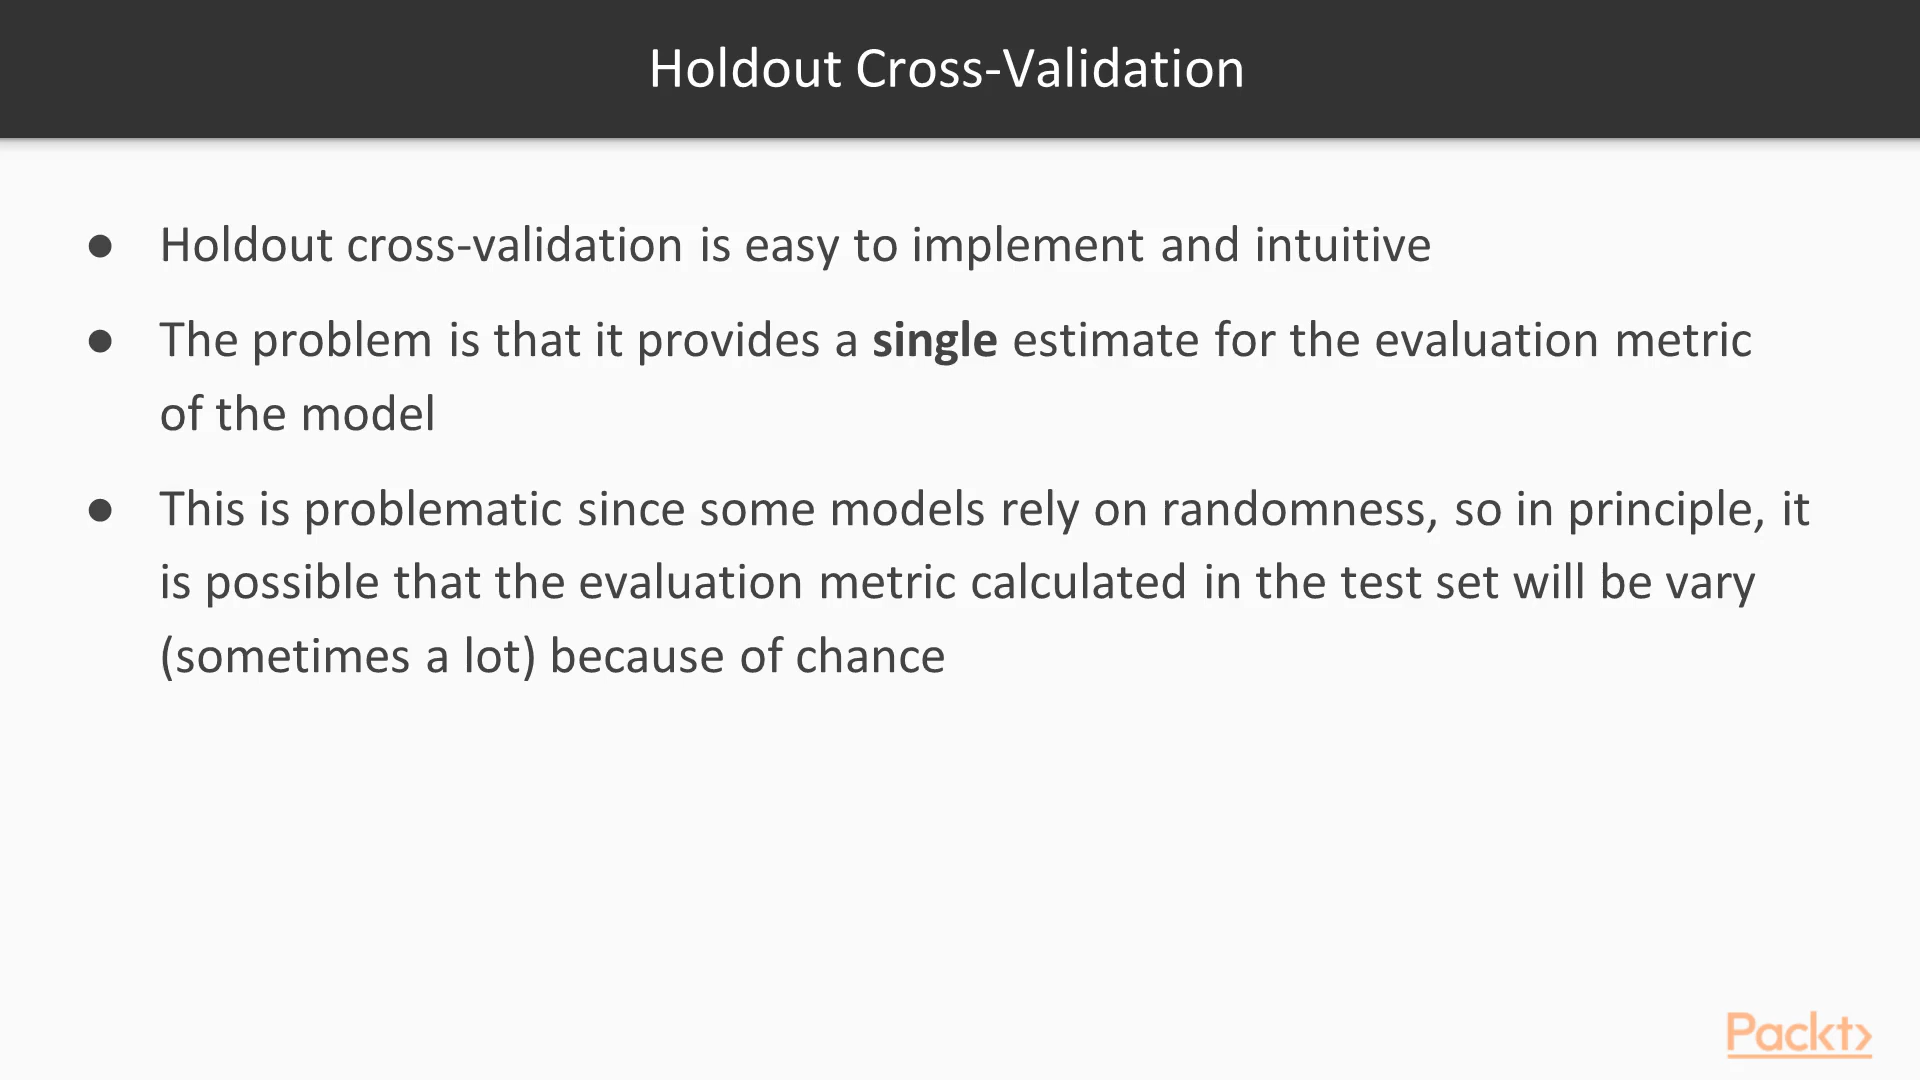 Holdout Cross-Validation
● Holdout cross-validation is easy to implement and intuitive
● The problem is that it provides a single estimate for the evaluation metric
of the model
● This is problematic since some models rely on randomness, so in principle, it
is possible that the evaluation metric calculated in the test set will be vary
(sometimes a lot) because of chance
Packt>